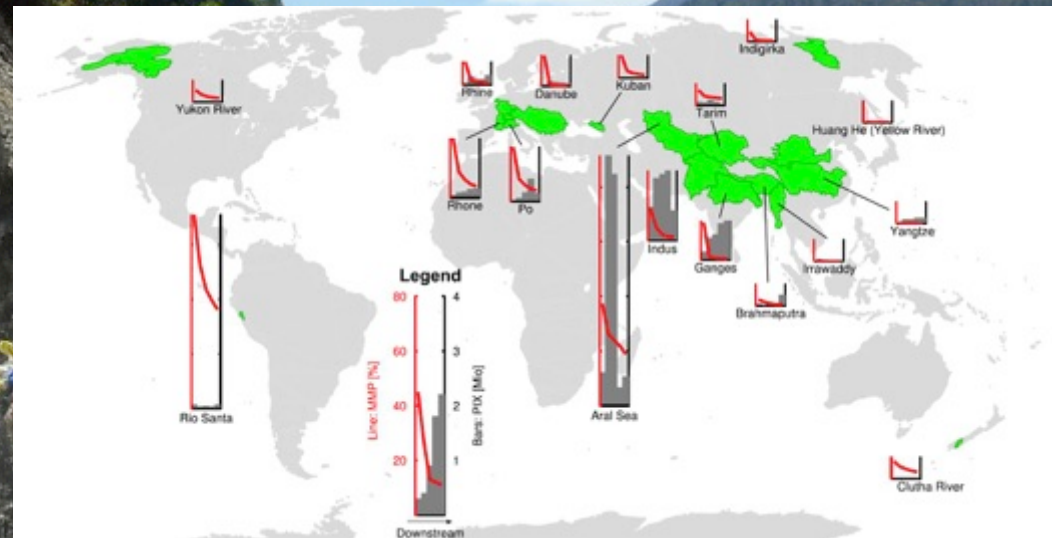 Indigirka
Yukon River
Rhine
Danube
Kuban
Tarim
Huang He (Yellow River)
Rhone
Po
Indus
Ganges
Yangtze
Irrawaddy
Brahmaputra
Rio Santa
Aral Sea
Clutha River
Legend
80
60
40
20
Line: MMP [%]
4
3
2
1
Bars: PIX [Mio]
Downstream